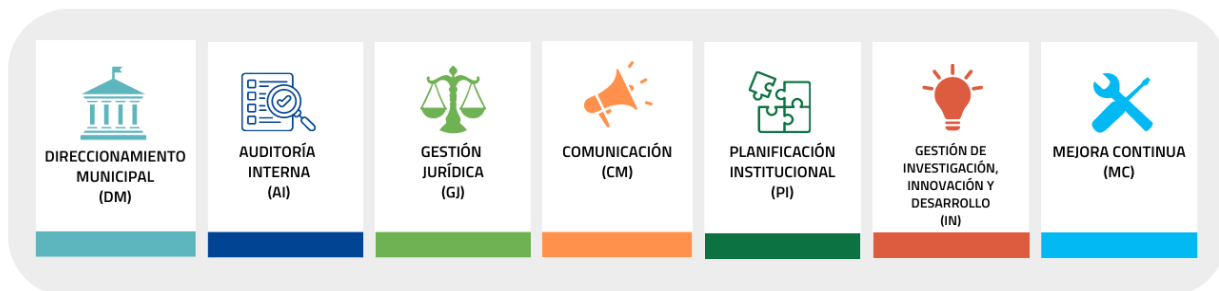 DIRECCIONAMIENTO
MUNICIPAL
(DM)
AUDITORÍA
INTERNA
(AI)
GESTIÓN
JURÍDICA
(GJ)
COMUNICACIÓN
(CM)
PLANIFICACIÓN
INSTITUCIONAL
(PI)
GESTIÓN DE
INVESTIGACIÓN,
INNOVACIÓN Y
DESARROLLO
(IN)
MEJORA CONTINUA
(MC)